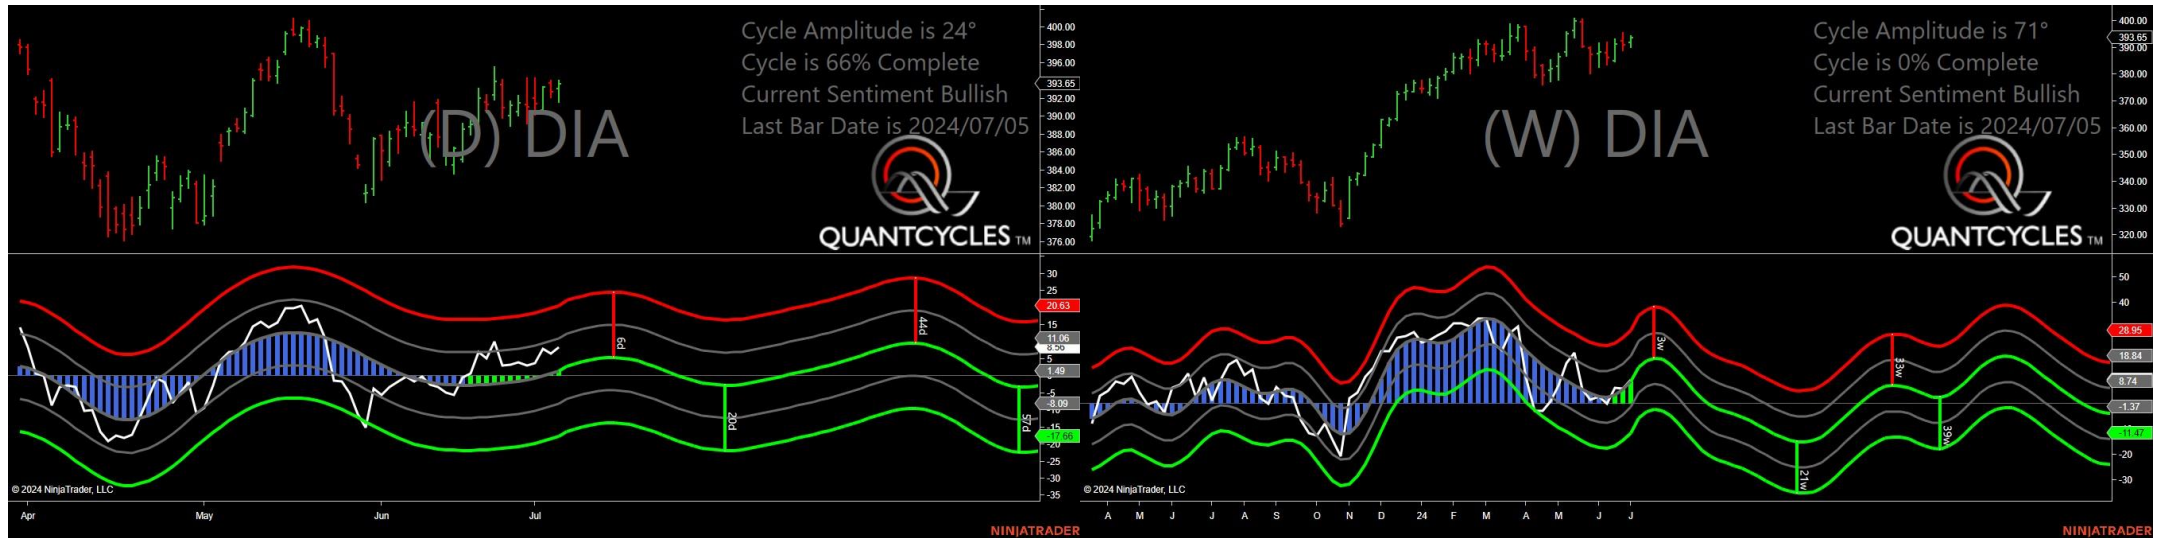 Cycle Amplitude is 24°
Cycle is 66% Complete
Current Sentiment Bullish
Last Bar Date is 2024/07/05
(D) DIA
QUANTCYCLES TM
400.00
398.00
396.00
393.65
392.00
390.00
388.00
386.00
384.00
382.00
380.00
378.00
376.00
30
25
20.63
15
11.06
8.56
5
1.49
-5
-8.09
-10
-15
-17.66
-20
-25
-30
-35
6d
20d
44d
57d
© 2024 NinjaTrader, LLC
Apr May Jun Jul
NINJATRADER
Cycle Amplitude is 71°
Cycle is 0% Complete
Current Sentiment Bullish
Last Bar Date is 2024/07/05
(W) DIA
QUANTCYCLES TM
400.00
393.65
390.00
380.00
370.00
360.00
350.00
340.00
330.00
320.00
50
40
28.95
18.84
8.74
-1.37
-11.47
-20
-30
3w
21w
33w
39w
© 2024 NinjaTrader, LLC
A M J J A S O N D 24 F M A M J J
NINJATRADER